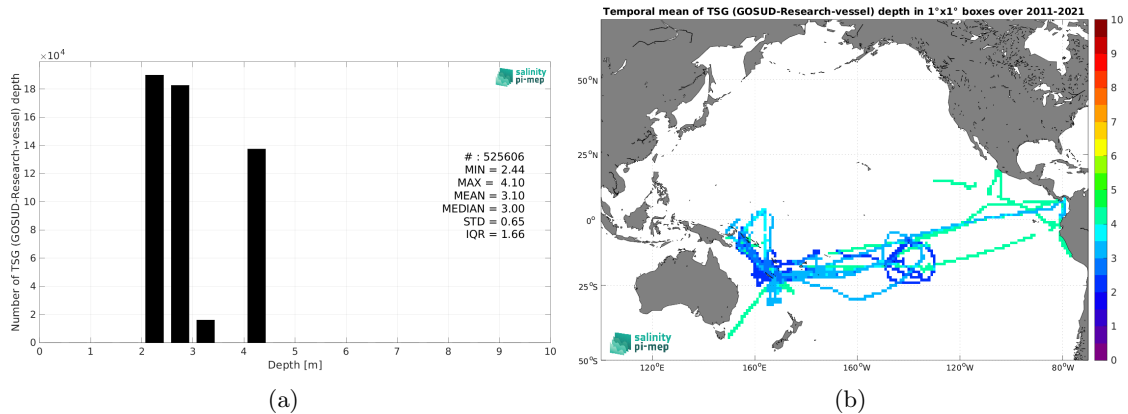 ×10⁴
18
16
14
12
10
8
6
4
2
0
Number of TSG (GOSUD-Research-vessel) depth
salinity
pi-mep
# : 525606
MIN = 2.44
MAX = 4.10
MEAN = 3.10
MEDIAN = 3.00
STD = 0.65
IQR = 1.66
0 1 2 3 4 5 6 7 8 9 10
Depth [m]
(a)
Temporal mean of TSG (GOSUD-Research-vessel) depth in 1°x1° boxes over 2011-2021
50°N
25°N
0°
25°S
50°S
120°E 160°E 160°W 120°W 80°W
salinity
pi-mep
10
9
8
7
6
5
4
3
2
1
0
(b)